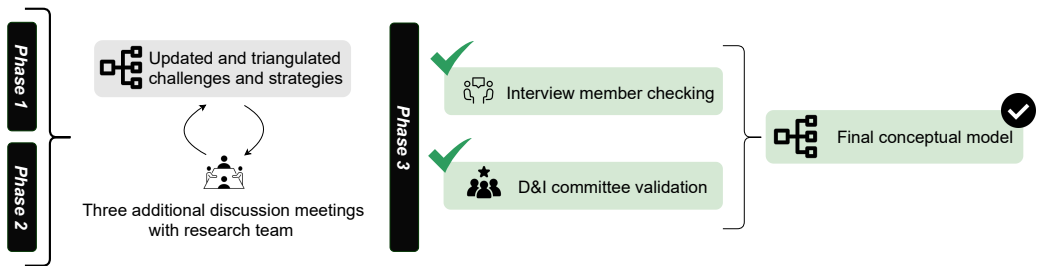 Phase 1
Phase 2
Updated and triangulated
challenges and strategies
Three additional discussion meetings
with research team
Phase 3
Interview member checking
D&I committee validation
Final conceptual model